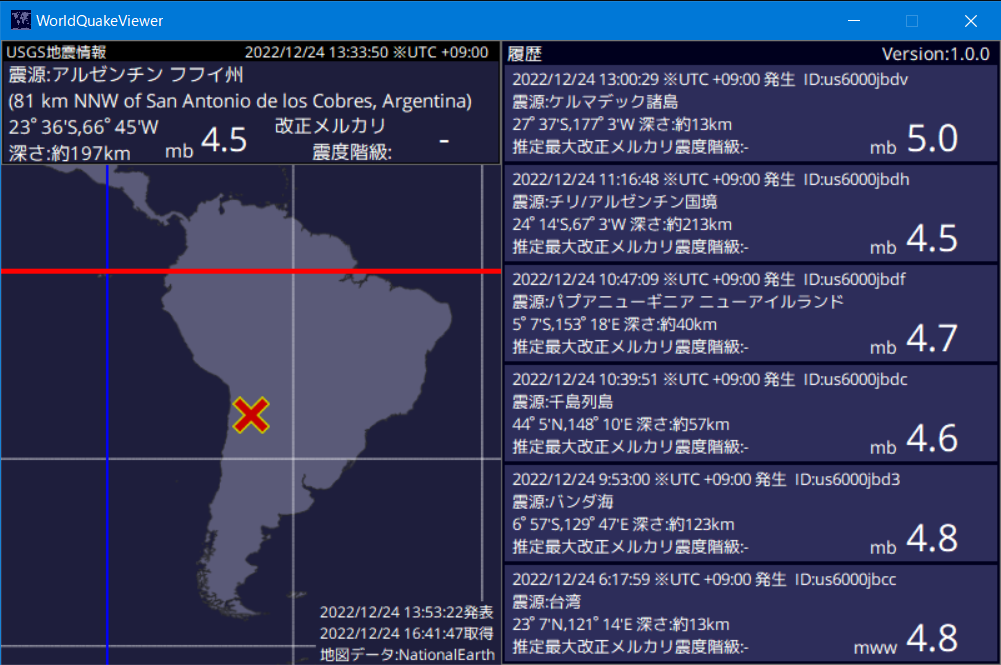 WorldQuakeViewer
USGS地震情報 2022/12/24 13:33:50 ※UTC +09:00
震源:アルゼンチン フフイ州
(81 km NNW of San Antonio de los Cobres, Argentina)
23ﾟ36'S,66ﾟ45'W
深さ:約197km
mb 4.5
改正メルカリ
震度階級: -
2022/12/24 13:53:22発表
2022/12/24 16:41:47取得
地図データ:NaturalEarth
履歴 Version:1.0.0
2022/12/24 13:00:29 ※UTC +09:00 発生 ID:us6000jbdv
震源:ケルマデック諸島
27ﾟ37'S,177ﾟ3'W 深さ:約13km
推定最大改正メルカリ震度階級:-
mb 5.0
2022/12/24 11:16:48 ※UTC +09:00 発生 ID:us6000jbdh
震源:チリ/アルゼンチン国境
24ﾟ14'S,67ﾟ3'W 深さ:約213km
推定最大改正メルカリ震度階級:-
mb 4.5
2022/12/24 10:47:09 ※UTC +09:00 発生 ID:us6000jbdf
震源:パプアニューギニア ニューアイルランド
5ﾟ7'S,153ﾟ18'E 深さ:約40km
推定最大改正メルカリ震度階級:-
mb 4.7
2022/12/24 10:39:51 ※UTC +09:00 発生 ID:us6000jbdc
震源:千島列島
44ﾟ5'N,148ﾟ10'E 深さ:約57km
推定最大改正メルカリ震度階級:-
mb 4.6
2022/12/24 9:53:00 ※UTC +09:00 発生 ID:us6000jbd3
震源:バンダ海
6ﾟ57'S,129ﾟ47'E 深さ:約123km
推定最大改正メルカリ震度階級:-
mb 4.8
2022/12/24 6:17:59 ※UTC +09:00 発生 ID:us6000jbcc
震源:台湾
23ﾟ7'N,121ﾟ14'E 深さ:約13km
推定最大改正メルカリ震度階級:-
mww 4.8